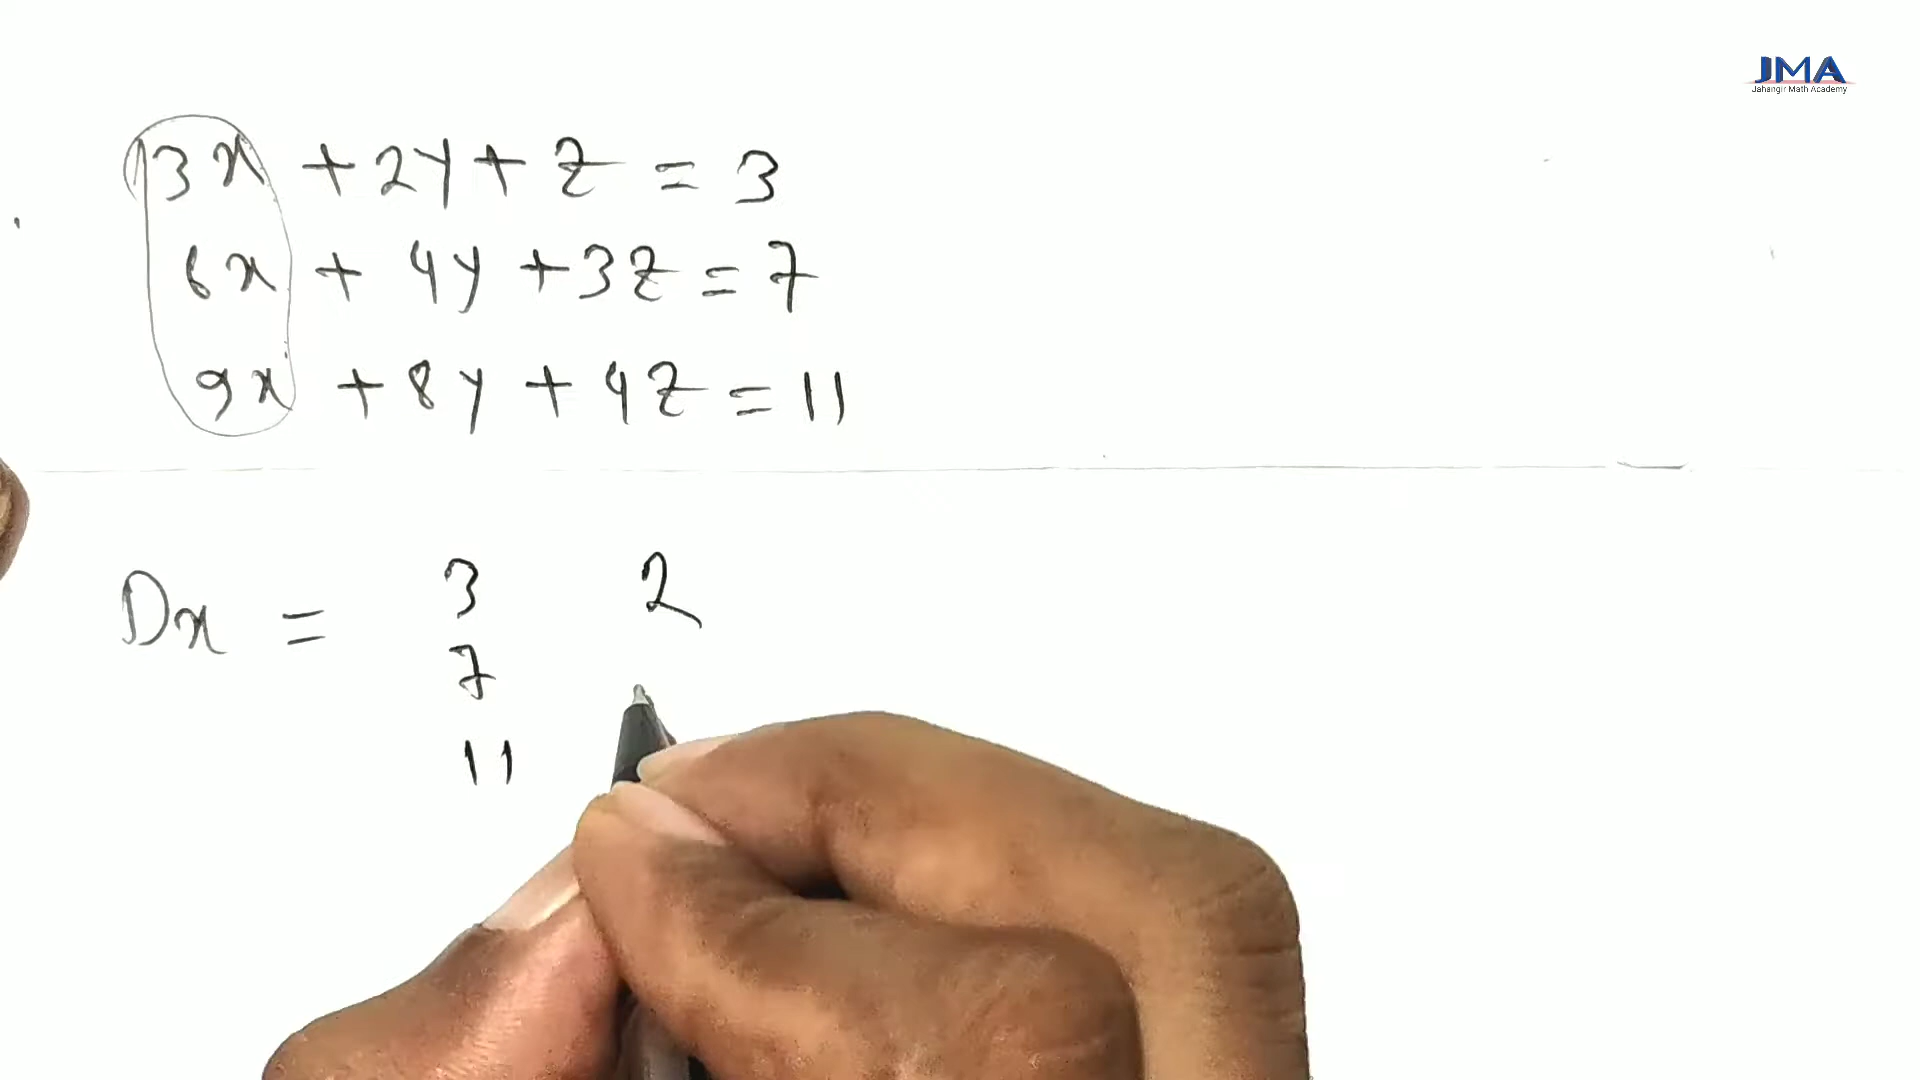 JMA
Jahangir Math Academy
3x + 2y + z = 3
6x + 4y + 3z = 7
9x + 8y + 4z = 11
Dx = 3 2
7
11